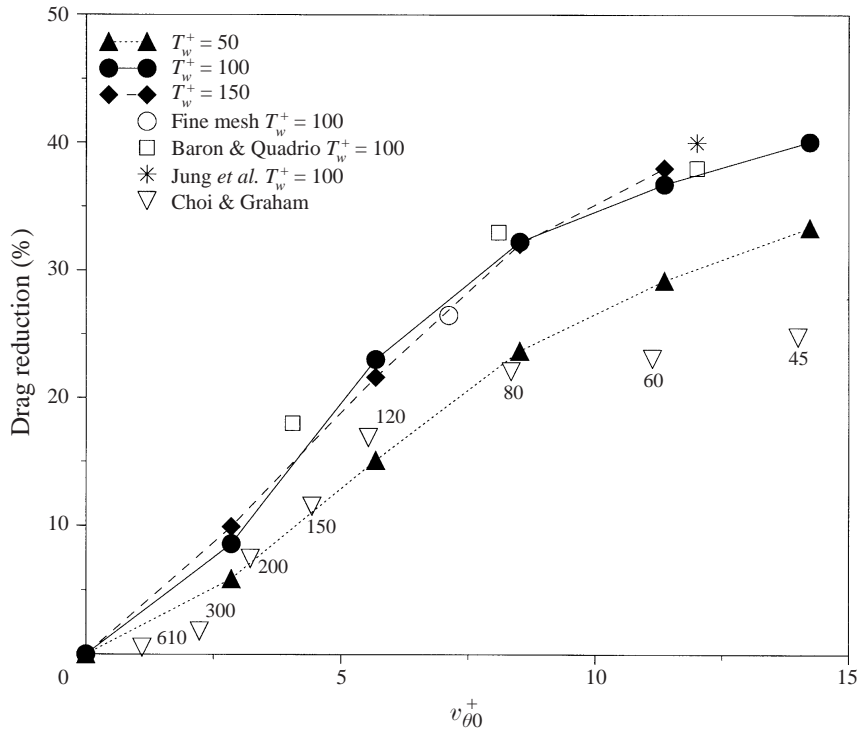 50
40
30
20
10
0
5
10
15
Drag reduction (%)
v⁺θ0
T⁺w = 50
T⁺w = 100
T⁺w = 150
Fine mesh T⁺w = 100
Baron & Quadrio T⁺w = 100
Jung et al. T⁺w = 100
Choi & Graham
610
300
200
150
120
80
60
45